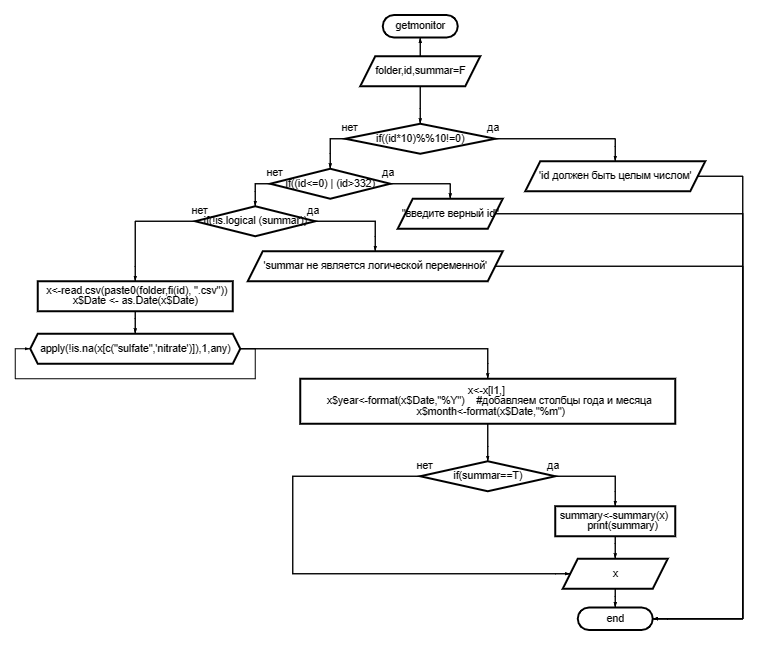 getmonitor
folder,id,summar=F
нет
да
if((id*10)%%10!=0)
нет
да
if((id<=0) | (id>332)
'id должен быть целым числом'
нет
да
"введите верный id"
if(!is.logical (summar))
'summar не является логической переменной'
x<-read.csv(paste0(folder,fi(id), ".csv"))
x$Date <- as.Date(x$Date)
apply(!is.na(x[c("sulfate",'nitrate')]),1,any)
x<-x[l1,]
x$year<-format(x$Date,"%Y") #добавляем столбцы года и месяца
x$month<-format(x$Date,"%m")
нет
да
if(summar==T)
summary<-summary(x)
print(summary)
x
end